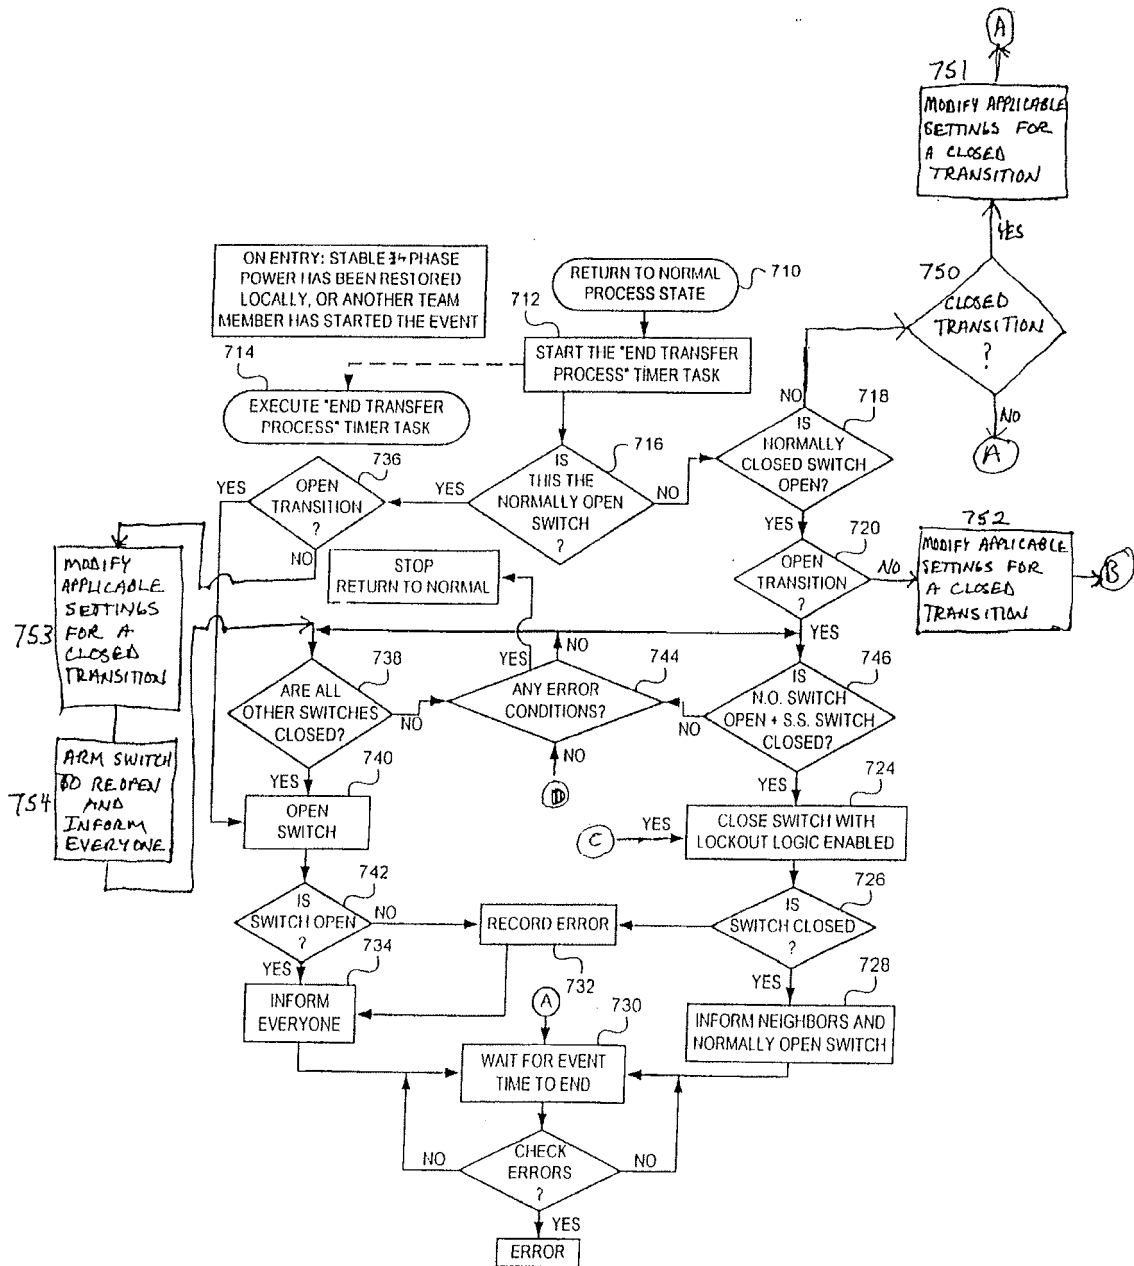 A
751
MODIFY APPLICABLE
SETTINGS FOR
A CLOSED
TRANSITION
YES
750
CLOSED
TRANSITION
?
NO
A
ON ENTRY: STABLE PHASE
POWER HAS BEEN RESTORED
LOCALLY, OR ANOTHER TEAM
MEMBER HAS STARTED THE EVENT
RETURN TO NORMAL
PROCESS STATE
710
712
START THE "END TRANSFER
PROCESS" TIMER TASK
714
EXECUTE "END TRANSFER
PROCESS" TIMER TASK
716
IS
THIS THE
NORMALLY OPEN
SWITCH
?
YES
NO
NO
718
IS
NORMALLY
CLOSED SWITCH
OPEN?
YES
736
OPEN
TRANSITION
?
YES
NO
720
OPEN
TRANSITION
?
NO
YES
752
MODIFY APPLICABLE
SETTINGS FOR
A CLOSED
TRANSITION
B
STOP
RETURN TO NORMAL
753
MODIFY
APPLICABLE
SETTINGS
FOR A
CLOSED
TRANSITION
754
ARM SWITCH
TO REOPEN
AND
INFORM
EVERYONE
738
ARE ALL
OTHER SWITCHES
CLOSED?
NO
YES
YES
NO
744
ANY ERROR
CONDITIONS?
NO
D
746
IS
N.O. SWITCH
OPEN + S.S. SWITCH
CLOSED?
NO
YES
740
OPEN
SWITCH
C
YES
724
CLOSE SWITCH WITH
LOCKOUT LOGIC ENABLED
742
IS
SWITCH OPEN
?
NO
YES
RECORD ERROR
732
726
IS
SWITCH CLOSED
?
YES
734
INFORM
EVERYONE
728
INFORM NEIGHBORS AND
NORMALLY OPEN SWITCH
A
730
WAIT FOR EVENT
TIME TO END
NO
CHECK
ERRORS
?
NO
YES
ERROR